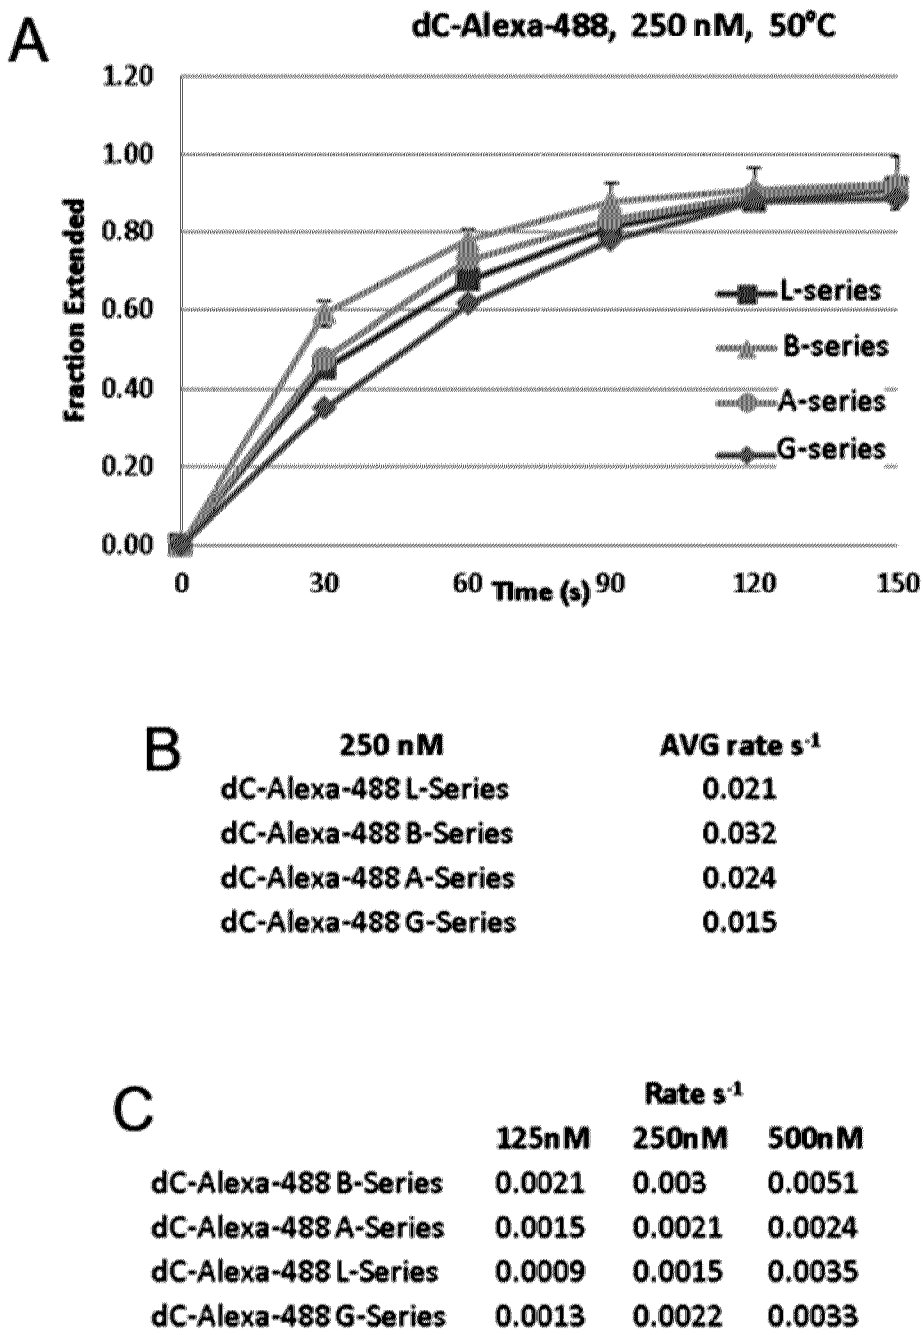 A
dC-Alexa-488, 250 nM, 50°C
1.20
1.00
0.80
0.60
0.40
0.20
0.00
Fraction Extended
L-series
B-series
A-series
G-series
0 30 60 90 120 150
Time (s)
B
250 nM AVG rate s-1
dC-Alexa-488 L-Series 0.021
dC-Alexa-488 B-Series 0.032
dC-Alexa-488 A-Series 0.024
dC-Alexa-488 G-Series 0.015
C
Rate s-1
125nM 250nM 500nM
dC-Alexa-488 B-Series 0.0021 0.003 0.0051
dC-Alexa-488 A-Series 0.0015 0.0021 0.0024
dC-Alexa-488 L-Series 0.0009 0.0015 0.0035
dC-Alexa-488 G-Series 0.0013 0.0022 0.0033